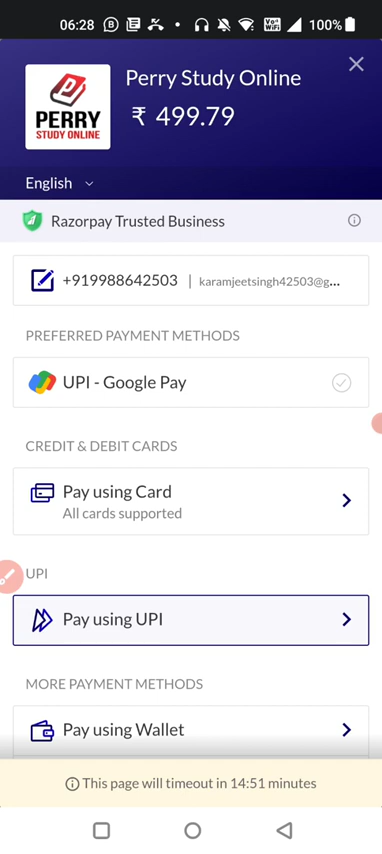 06:28
Vo
WiFi
100%
PERRY
STUDY ONLINE
Perry Study Online
₹ 499.79
English
Razorpay Trusted Business
+919988642503 | karamjeetsingh42503@g...
PREFERRED PAYMENT METHODS
UPI - Google Pay
CREDIT & DEBIT CARDS
Pay using Card
All cards supported
UPI
Pay using UPI
MORE PAYMENT METHODS
Pay using Wallet
This page will timeout in 14:51 minutes